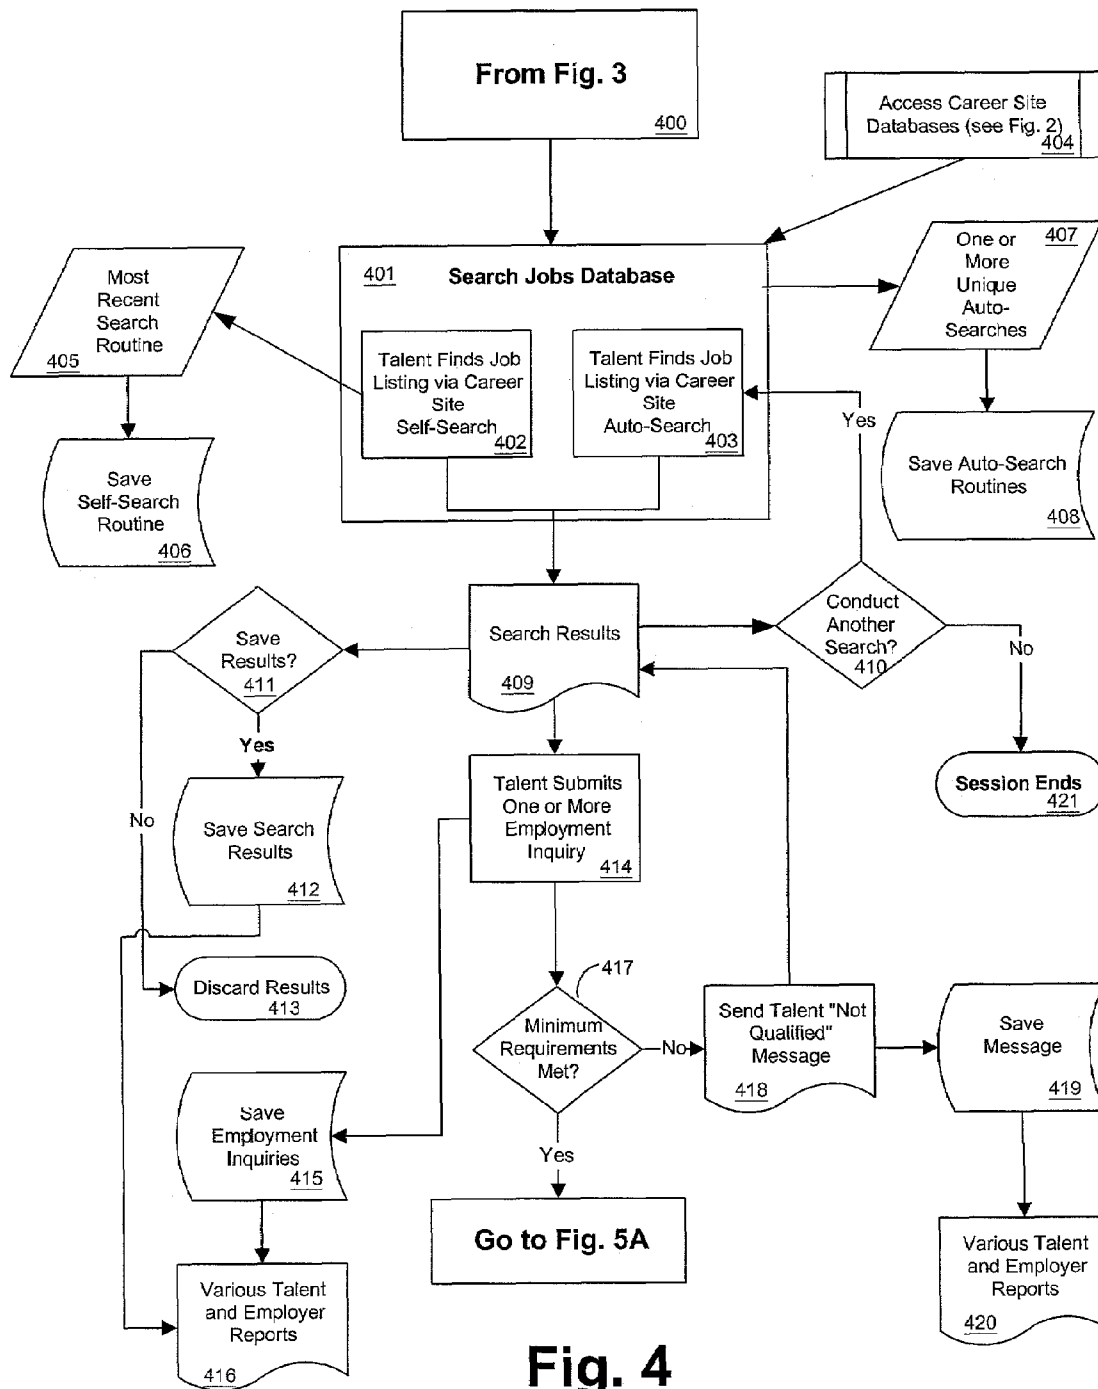 From Fig. 3
400
Access Career Site
Databases (see Fig. 2)
404
401
Search Jobs Database
Most
Recent
Search
Routine
405
407
One or
More
Unique
Auto-
Searches
Talent Finds Job
Listing via Career
Site
Self-Search
402
Talent Finds Job
Listing via Career
Site
Auto-Search
403
Yes
Save
Self-Search
Routine
406
Save Auto-Search
Routines
408
Save
Results?
411
Search Results
409
Conduct
Another
Search?
410
No
Yes
No
Save Search
Results
412
Talent Submits
One or More
Employment
Inquiry
414
Session Ends
421
Discard Results
413
417
Minimum
Requirements
Met?
No
Send Talent "Not
Qualified"
Message
418
Save
Message
419
Save
Employment
Inquiries
415
Yes
Go to Fig. 5A
Various Talent
and Employer
Reports
416
Various Talent
and Employer
Reports
420
Fig. 4